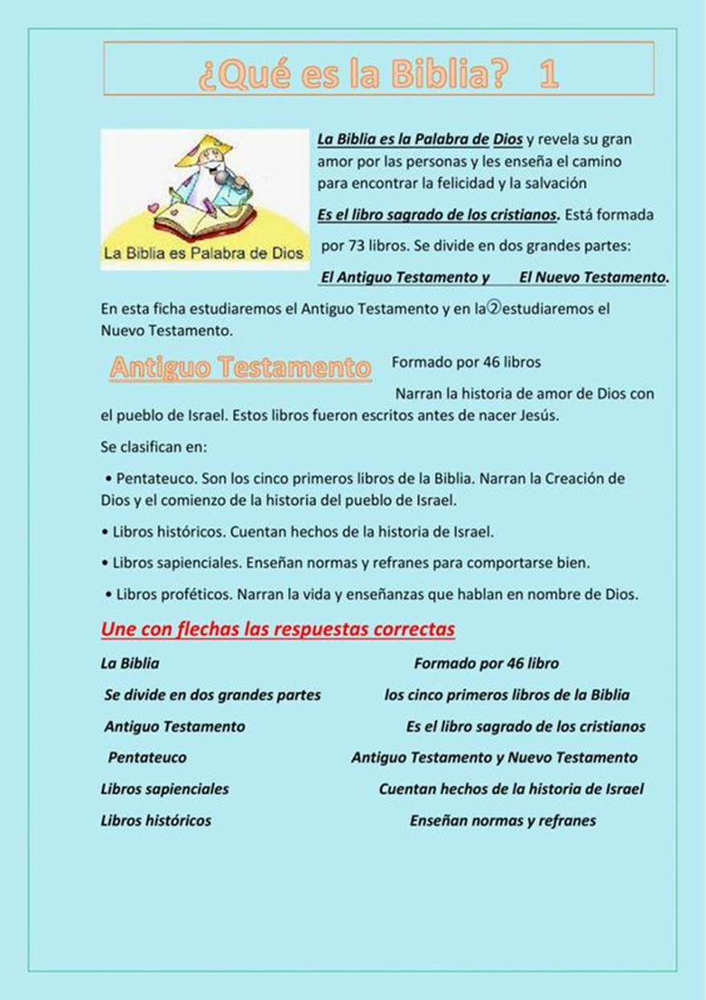 ¿Qué es la Biblia? 1
La Biblia es Palabra de Dios
La Biblia es la Palabra de Dios y revela su gran
amor por las personas y les enseña el camino
para encontrar la felicidad y la salvación
Es el libro sagrado de los cristianos. Está formada
por 73 libros. Se divide en dos grandes partes:
El Antiguo Testamento y El Nuevo Testamento.
En esta ficha estudiaremos el Antiguo Testamento y en la 2 estudiaremos el
Nuevo Testamento.
Antiguo Testamento Formado por 46 libros
Narran la historia de amor de Dios con
el pueblo de Israel. Estos libros fueron escritos antes de nacer Jesús.
Se clasifican en:
• Pentateuco. Son los cinco primeros libros de la Biblia. Narran la Creación de
Dios y el comienzo de la historia del pueblo de Israel.
• Libros históricos. Cuentan hechos de la historia de Israel.
• Libros sapienciales. Enseñan normas y refranes para comportarse bien.
• Libros proféticos. Narran la vida y enseñanzas que hablan en nombre de Dios.
Une con flechas las respuestas correctas
La Biblia Formado por 46 libro
Se divide en dos grandes partes los cinco primeros libros de la Biblia
Antiguo Testamento Es el libro sagrado de los cristianos
Pentateuco Antiguo Testamento y Nuevo Testamento
Libros sapienciales Cuentan hechos de la historia de Israel
Libros históricos Enseñan normas y refranes